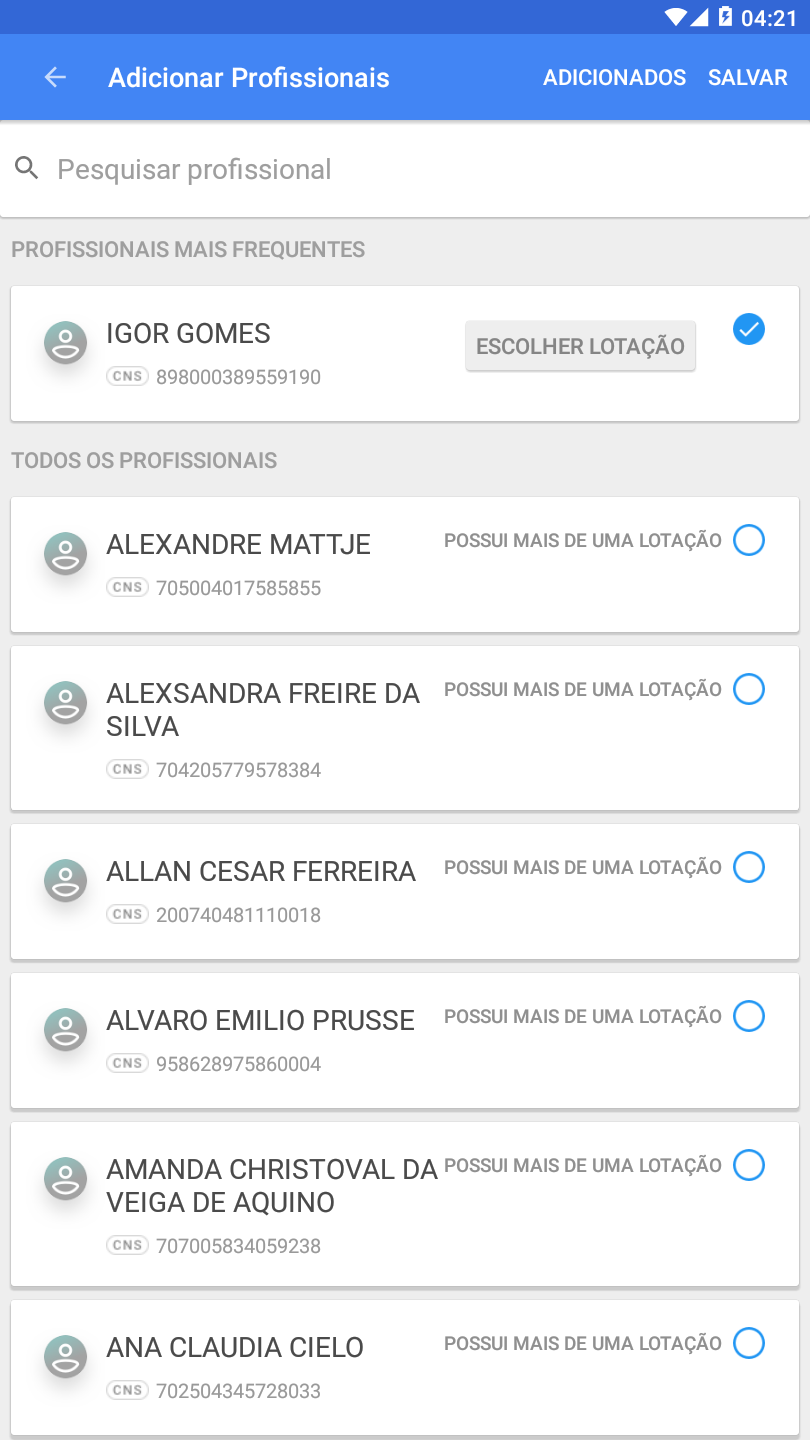 04:21
Adicionar Profissionais ADICIONADOS SALVAR
Pesquisar profissional
PROFISSIONAIS MAIS FREQUENTES
IGOR GOMES
ESCOLHER LOTAÇÃO
CNS 898000389559190
TODOS OS PROFISSIONAIS
ALEXANDRE MATTJE POSSUI MAIS DE UMA LOTAÇÃO
CNS 705004017585855
ALEXSANDRA FREIRE DA POSSUI MAIS DE UMA LOTAÇÃO
SILVA
CNS 704205779578384
ALLAN CESAR FERREIRA POSSUI MAIS DE UMA LOTAÇÃO
CNS 200740481110018
ALVARO EMILIO PRUSSE POSSUI MAIS DE UMA LOTAÇÃO
CNS 958628975860004
AMANDA CHRISTOVAL DA POSSUI MAIS DE UMA LOTAÇÃO
VEIGA DE AQUINO
CNS 707005834059238
ANA CLAUDIA CIELO POSSUI MAIS DE UMA LOTAÇÃO
CNS 702504345728033